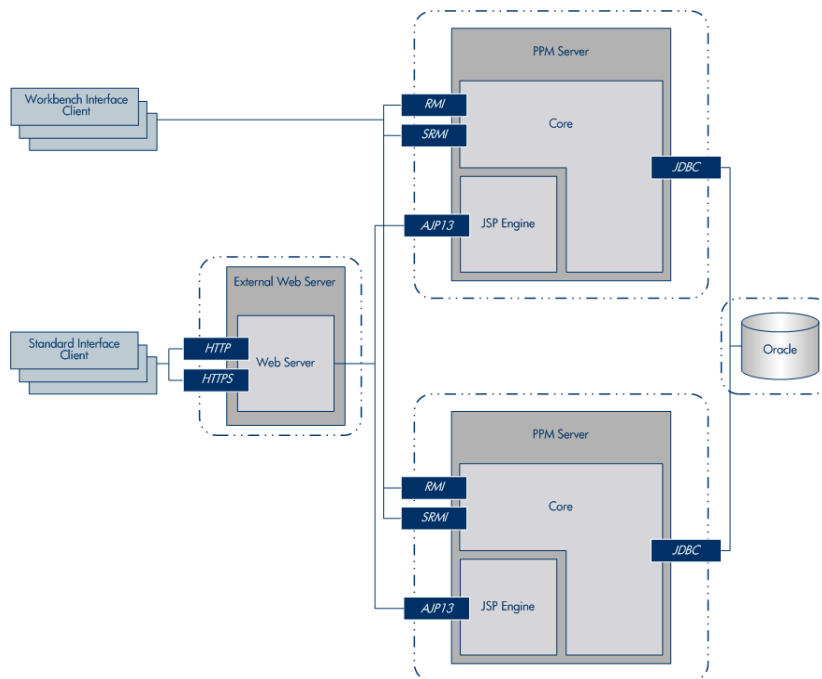 PPM Server
Workbench Interface
Client
RMI
SRMI
Core
JDBC
AJP13
JSP Engine
External Web Server
Standard Interface
Client
HTTP
HTTPS
Web Server
Oracle
PPM Server
RMI
SRMI
Core
JDBC
AJP13
JSP Engine